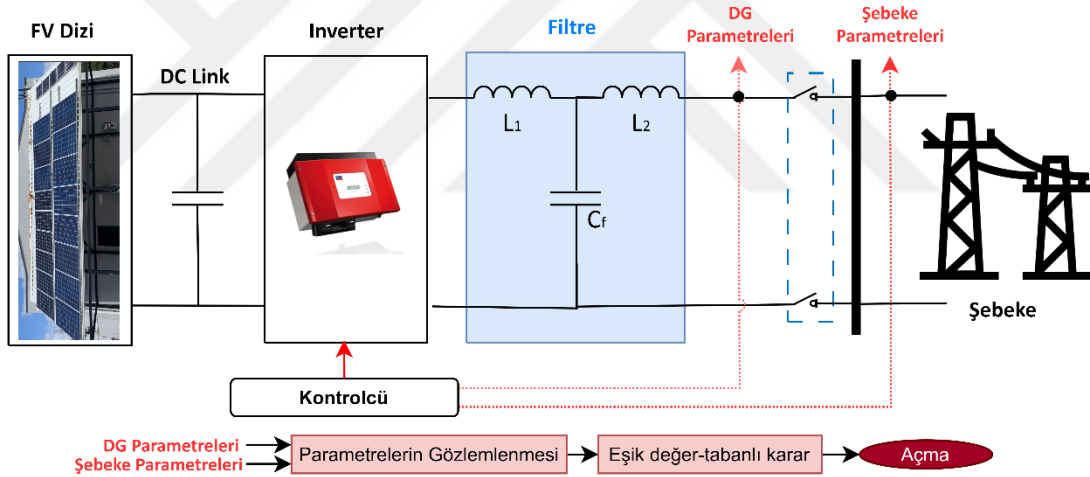 FV Dizi
DC Link
Inverter
Filtre
DG
Parametreleri
Şebeke
Parametreleri
L1
L2
Cf
Şebeke
Kontrolcü
DG Parametreleri
Şebeke Parametreleri
Parametrelerin Gözlemlenmesi
Eşik değer-tabanlı karar
Açma